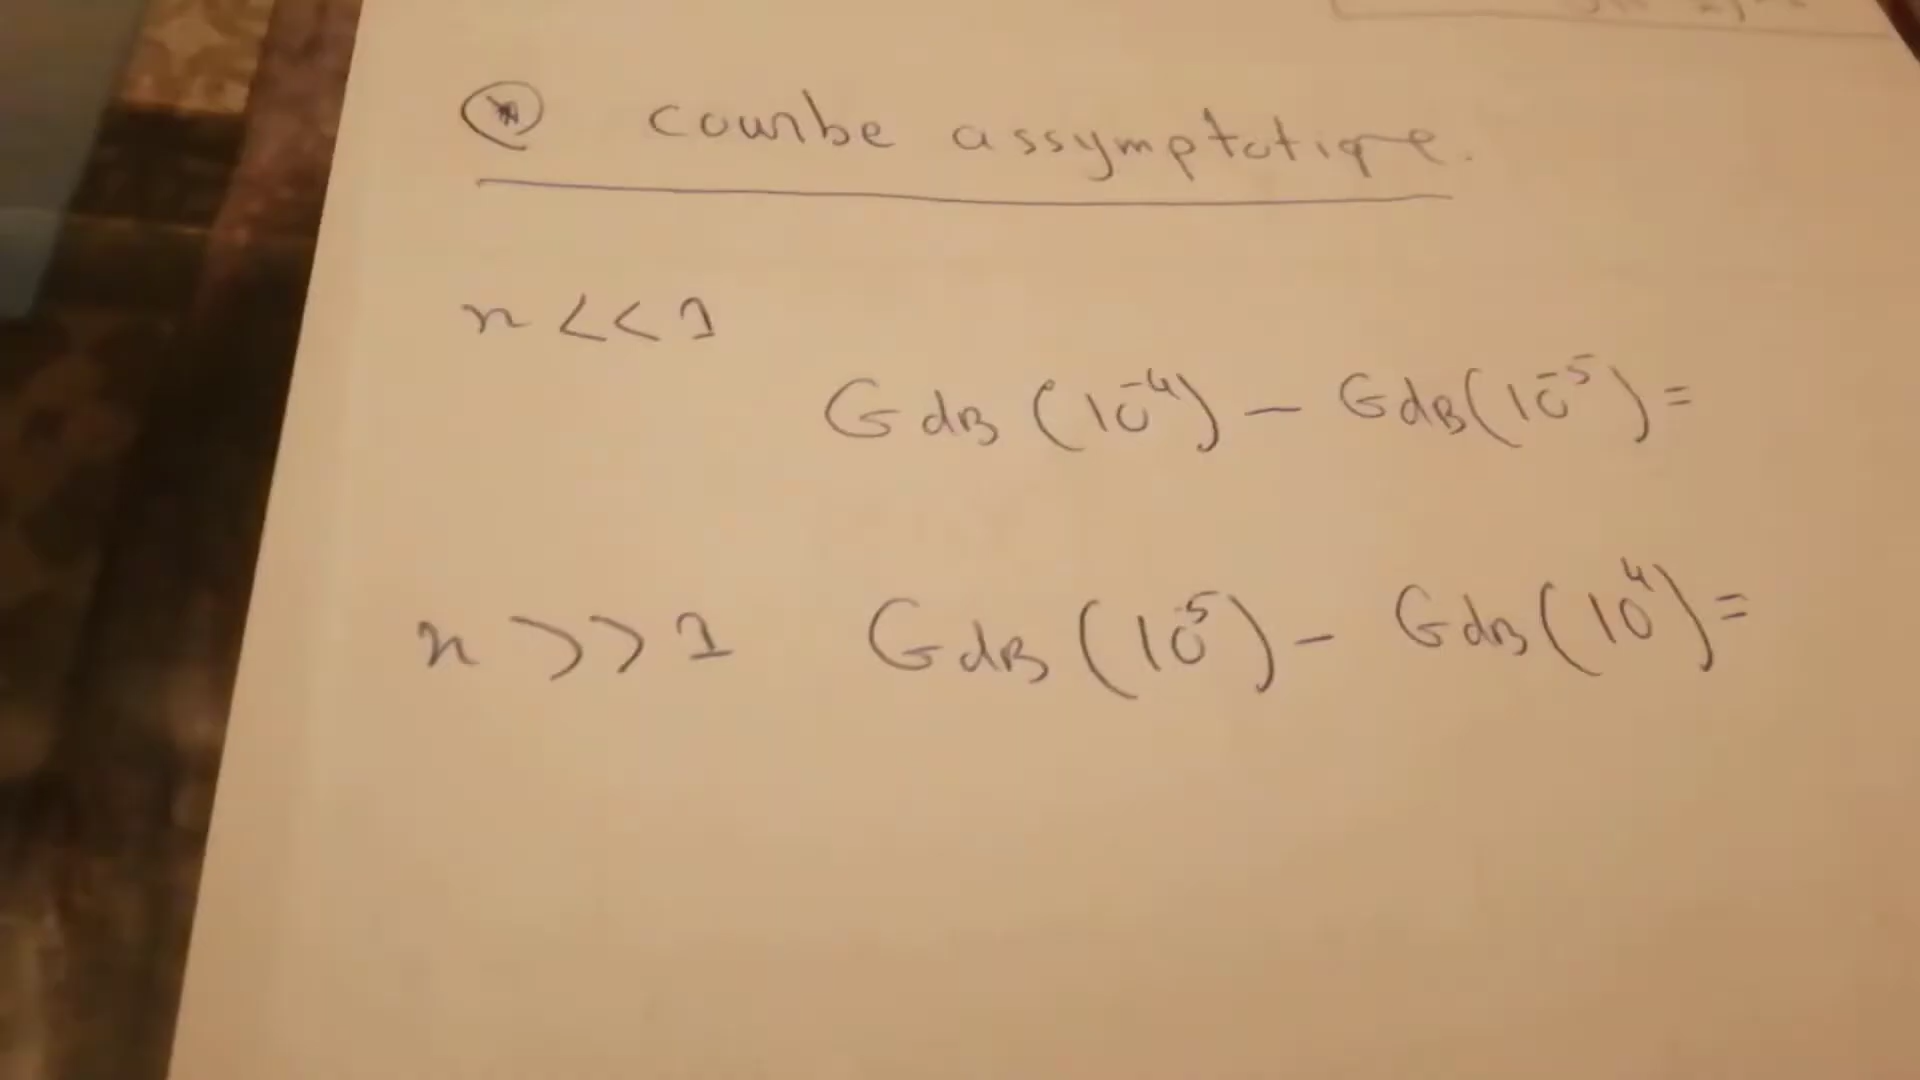 courbe assymptotique.
x << 1
GdB (10⁻⁴) - GdB(10⁻⁵) =
x >> 1 GdB (10⁵) - GdB (10⁴) =